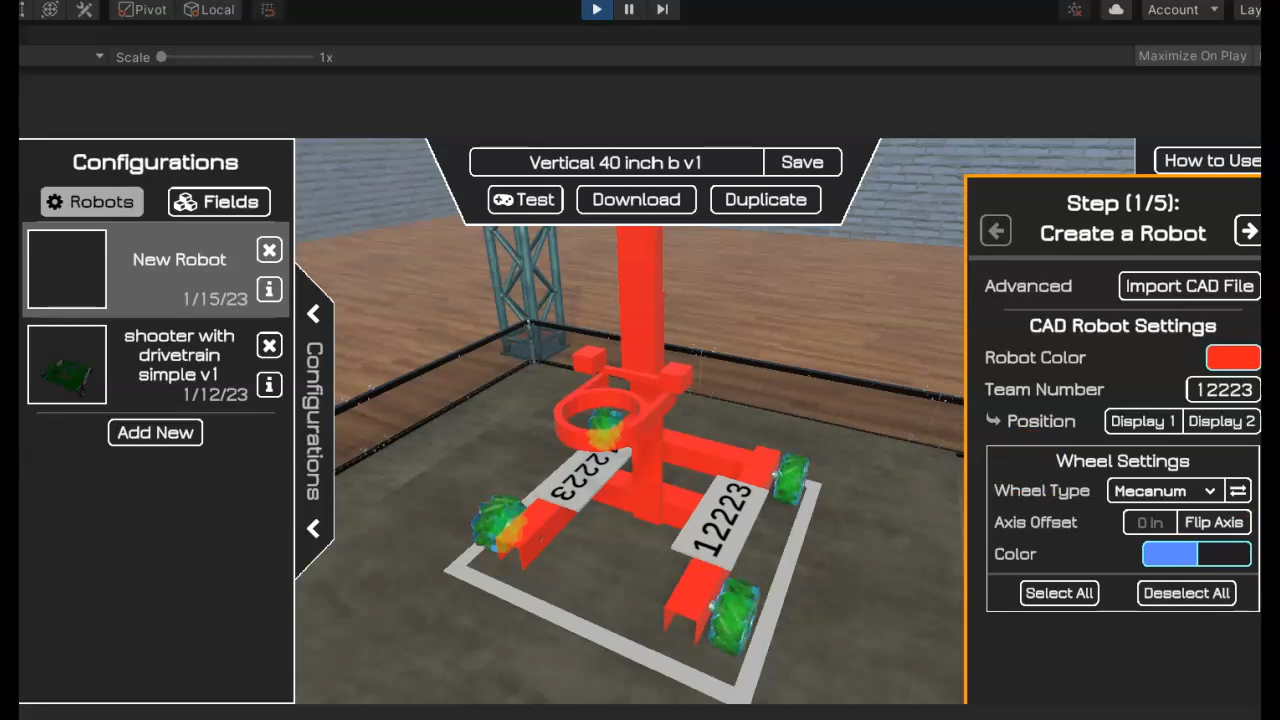 Pivot
Local
Account
Lay
Scale 1x
Maximize On Play
Configurations
Robots
Fields
New Robot
1/15/23
shooter with
drivetrain
simple v1
1/12/23
Add New
Configurations
Vertical 40 inch b v1
Save
Test
Download
Duplicate
How to Use
Step (1/5):
Create a Robot
Advanced
Import CAD File
CAD Robot Settings
Robot Color
Team Number
12223
Position
Display 1
Display 2
Wheel Settings
Wheel Type
Mecanum
Axis Offset
0 in
Flip Axis
Color
Select All
Deselect All
12223
12223